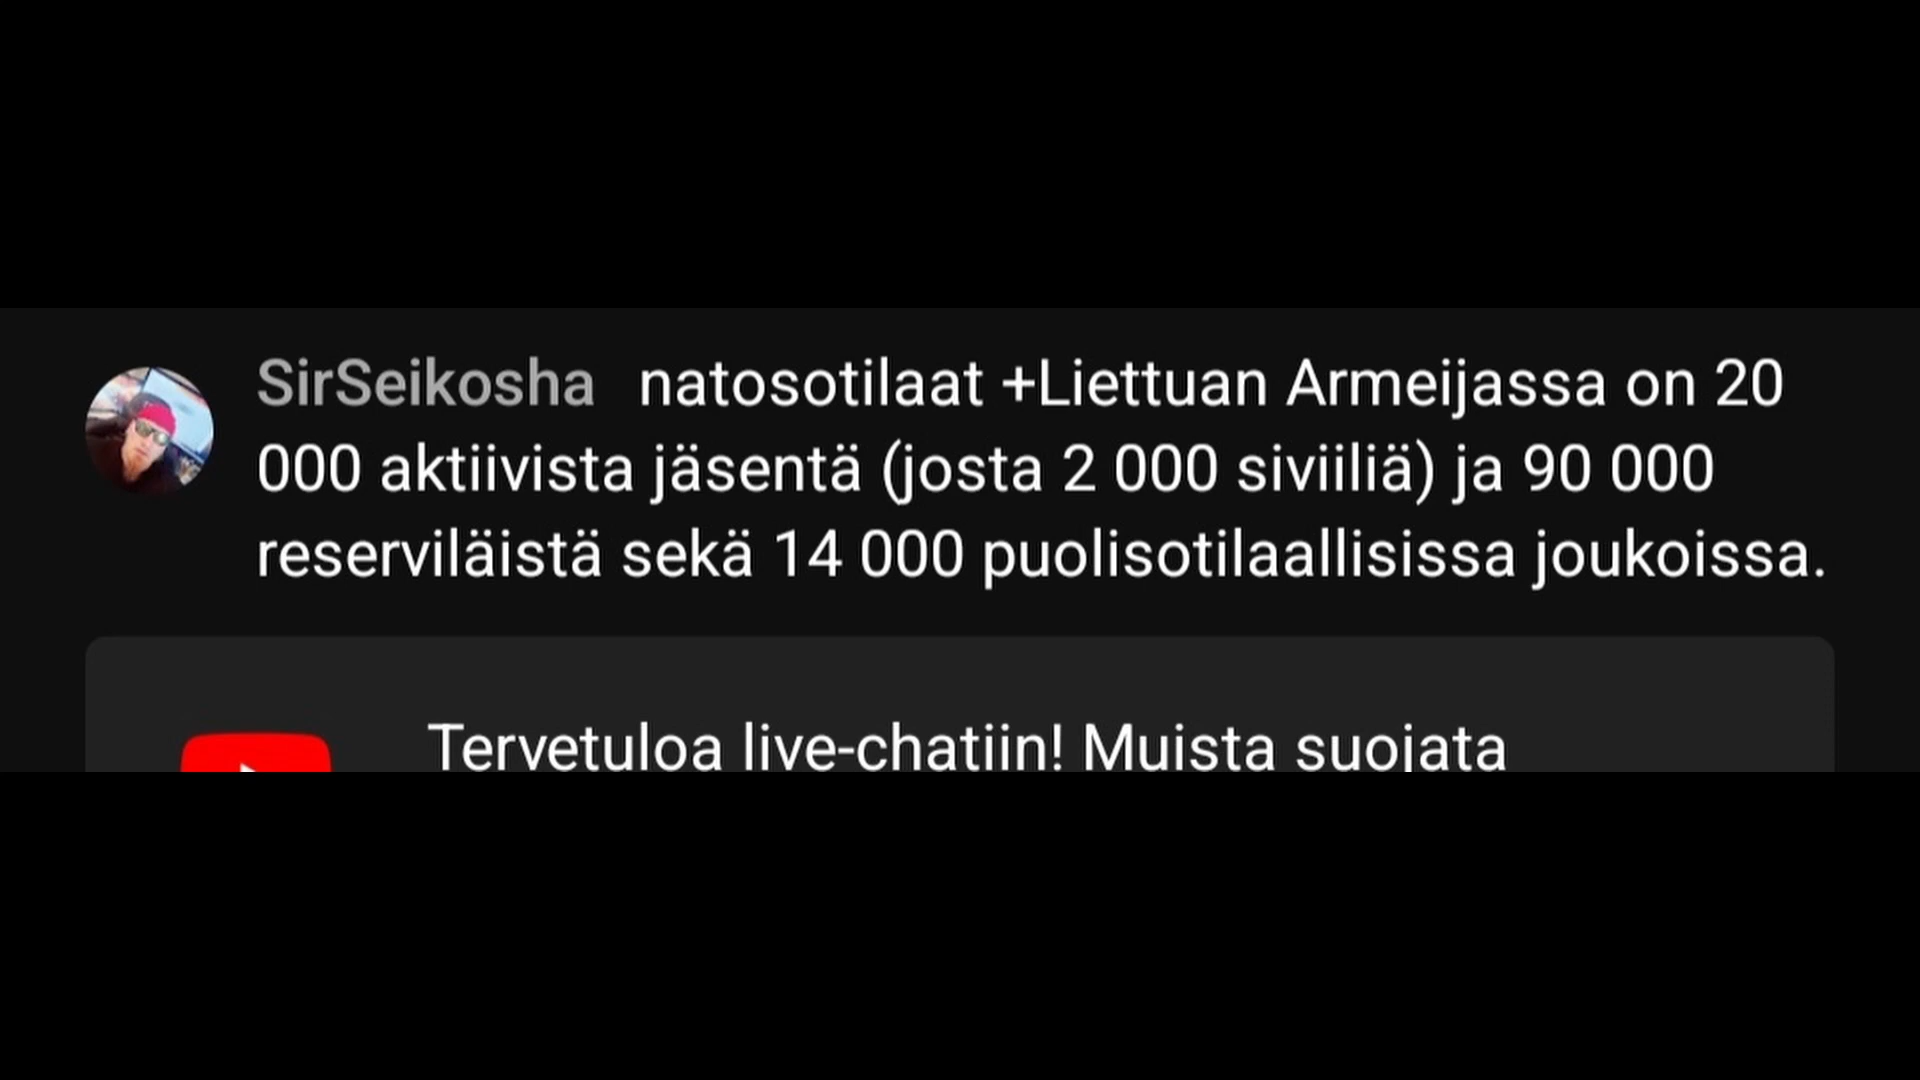 SirSeikosha natosotilaat +Liettuan Armeijassa on 20
000 aktiivista jäsentä (josta 2 000 siviiliä) ja 90 000
reserviläistä sekä 14 000 puolisotilaallisissa joukoissa.
Tervetuloa live-chatiin! Muista suojata